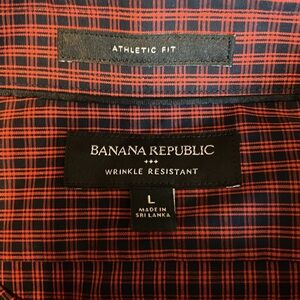 ATHLETIC FIT
BANANA REPUBLIC
+++
WRINKLE RESISTANT
L
MADE IN
SRI LANKA